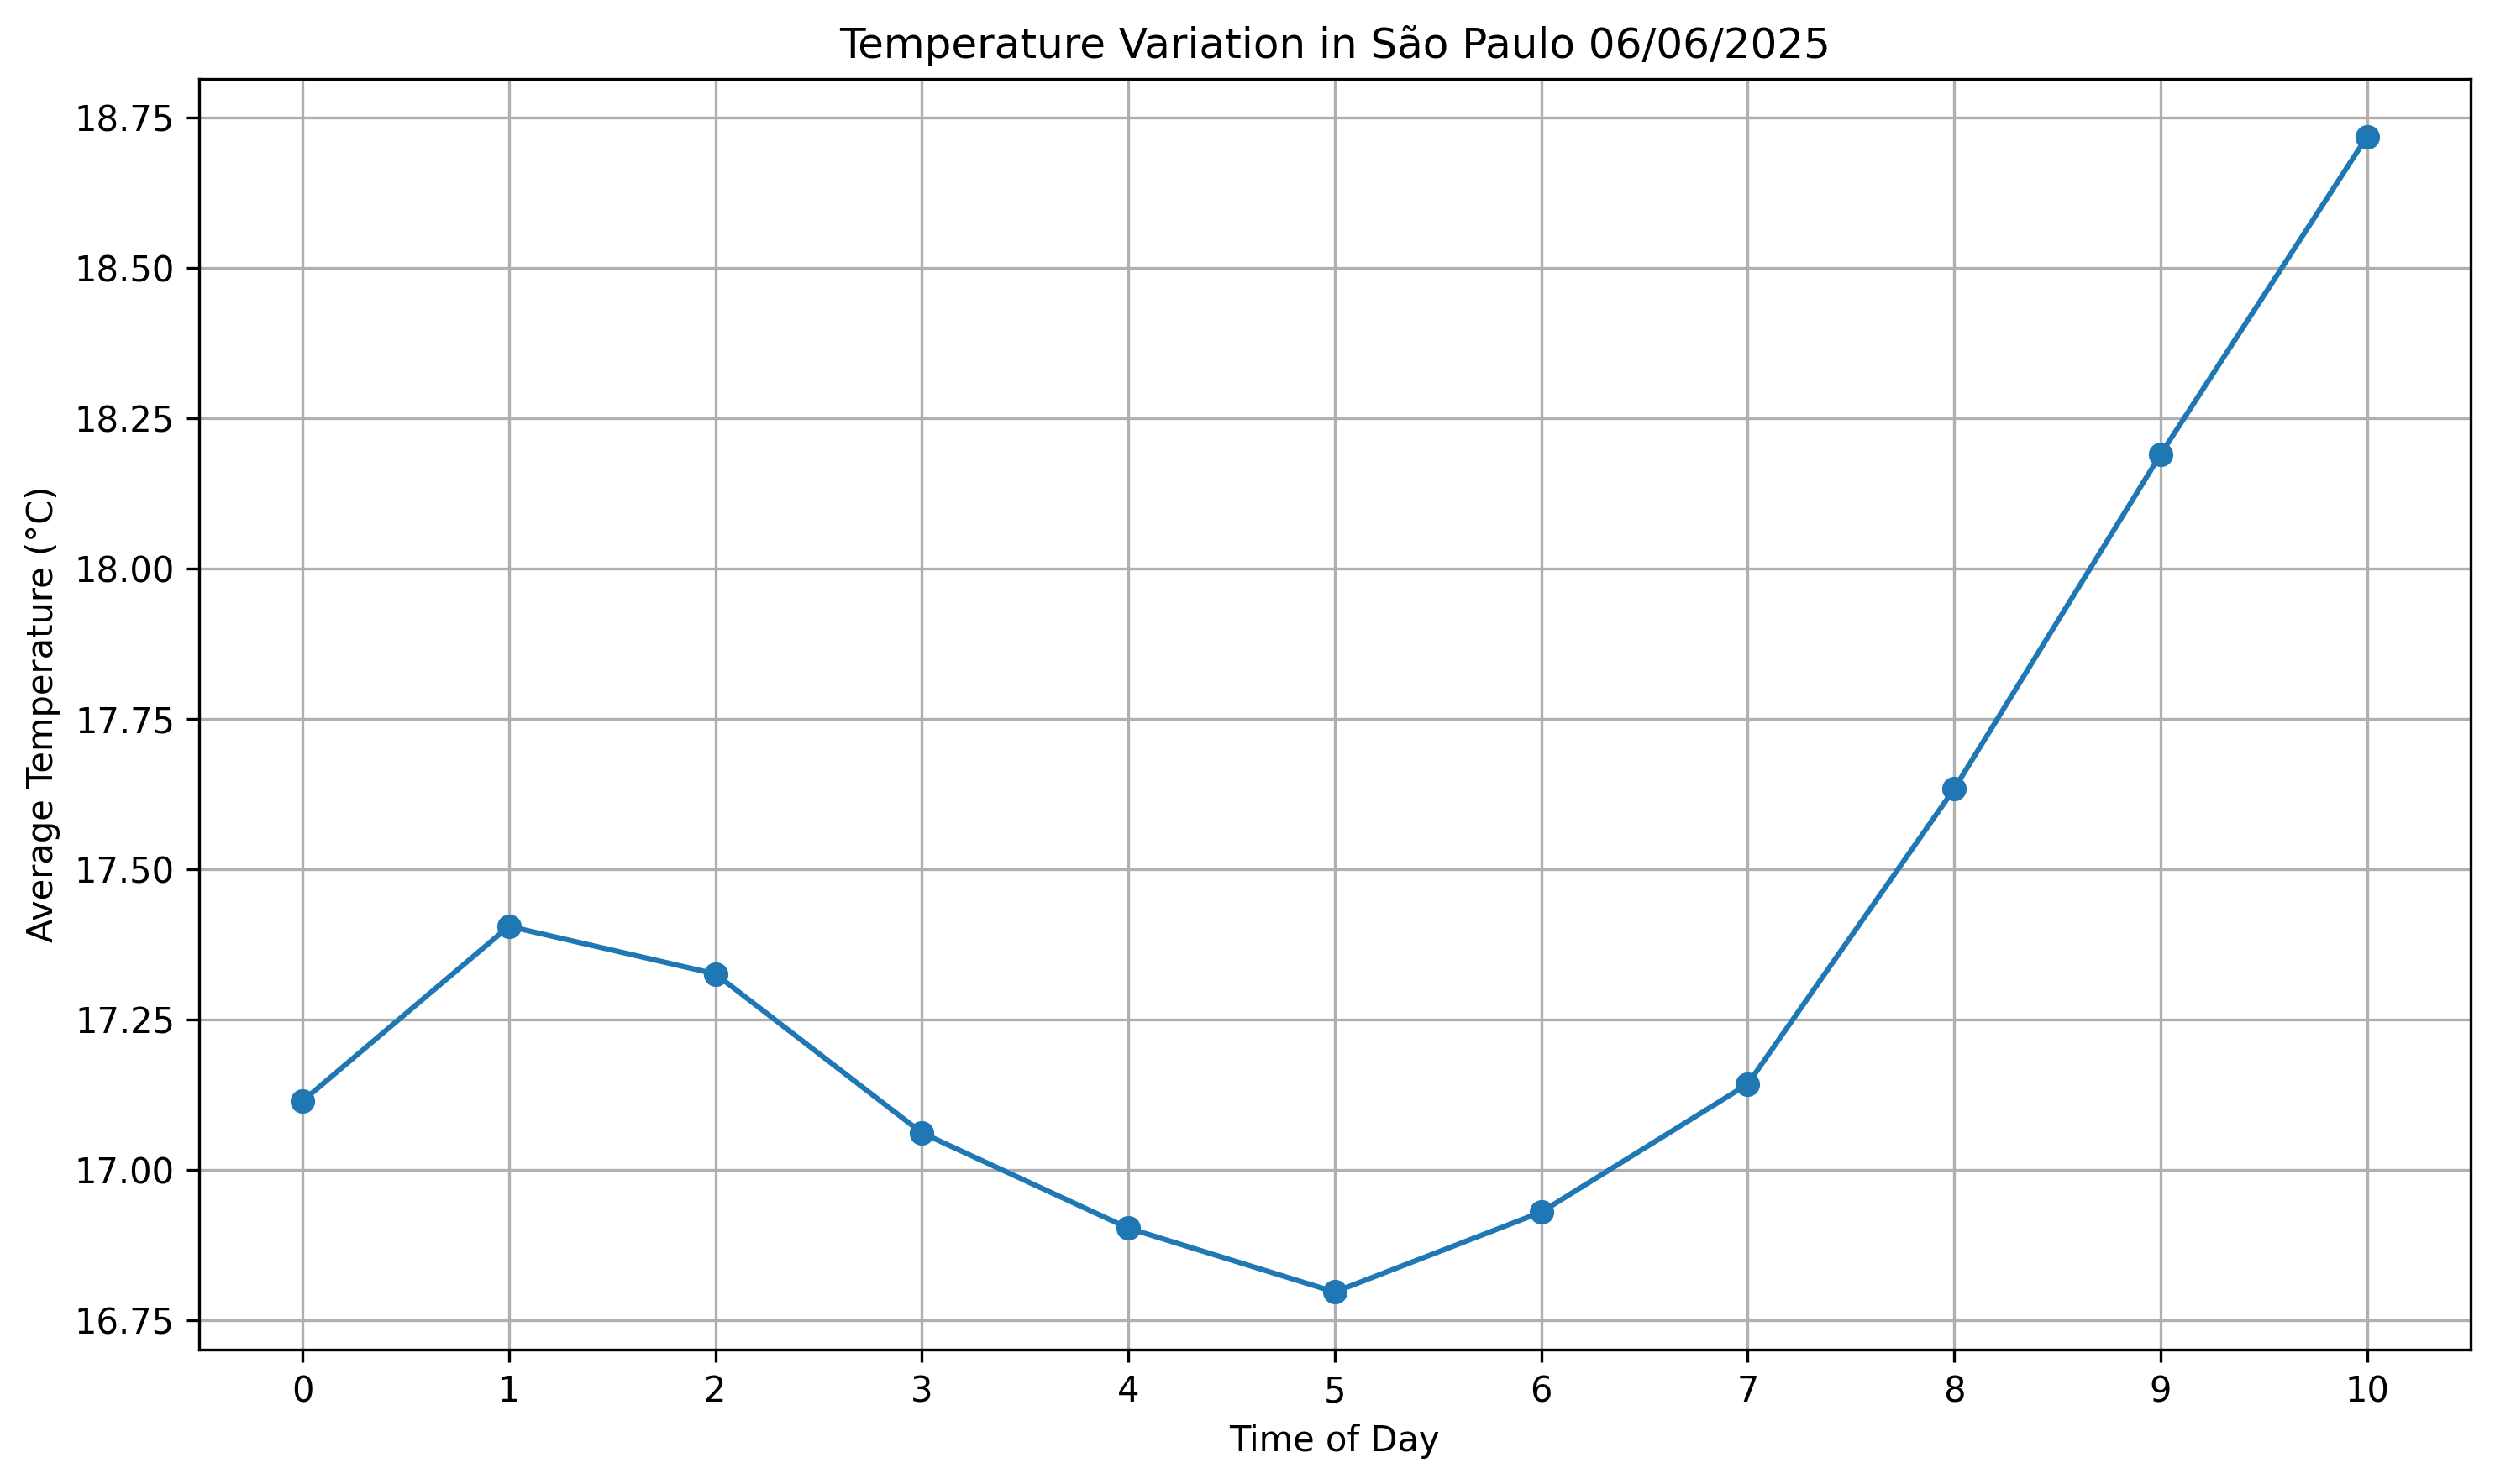 Temperature Variation in São Paulo 06/06/2025
18.75
18.50
18.25
18.00
17.75
17.50
17.25
17.00
16.75
Average Temperature (°C)
0 1 2 3 4 5 6 7 8 9 10
Time of Day